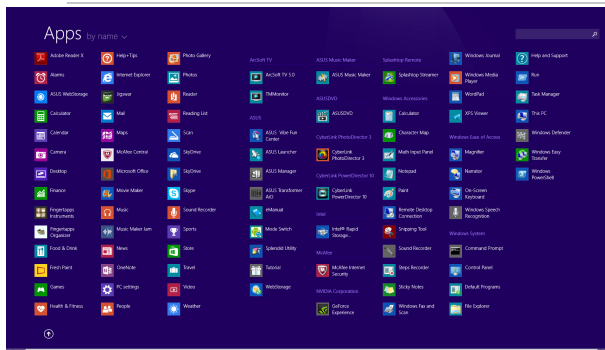 Apps by name
Adobe Reader X
Alarms
ASUS WebStorage
Calculator
Calendar
Camera
Desktop
Finance
Fingertapps
Instruments
Fingertapps
Organizer
Food & Drink
Fresh Paint
Games
Health & Fitness
Help+Tips
Internet Explorer
Jigswar
Mail
Maps
McAfee Central
Microsoft Office
Movie Maker
Music
Music Maker Jam
News
OneNote
PC settings
People
Photo Gallery
Photos
Reader
Reading List
Scan
SkyDrive
SkyDrive
Skype
Sound Recorder
Sports
Store
Travel
Video
Weather
ArcSoft TV
ArcSoft TV 5.0
TMMonitor
ASUS
ASUS Vibe Fun
Center
ASUS Launcher
ASUS Manager
ASUS Transformer
AiO
eManual
Mode Switch
Splendid Utility
Tutorial
WebStorage
ASUS Music Maker
ASUS Music Maker
ASUSDVD
ASUSDVD
CyberLink PhotoDirector 3
CyberLink
PhotoDirector 3
CyberLink PowerDirector 10
CyberLink
PowerDirector 10
Intel
Intel® Rapid
Storage...
McAfee
McAfee Internet
Security
NVIDIA Corporation
GeForce
Experience
Splashtop Remote
Splashtop Streamer
Windows Accessories
Calculator
Character Map
Math Input Panel
Notepad
Paint
Remote Desktop
Connection
Snipping Tool
Sound Recorder
Steps Recorder
Sticky Notes
Windows Fax and
Scan
Windows Journal
Windows Media
Player
WordPad
XPS Viewer
Windows Ease of Access
Magnifier
Narrator
On-Screen
Keyboard
Windows Speech
Recognition
Windows System
Command Prompt
Control Panel
Default Programs
File Explorer
Help and Support
Run
Task Manager
This PC
Windows Defender
Windows Easy
Transfer
Windows
PowerShell